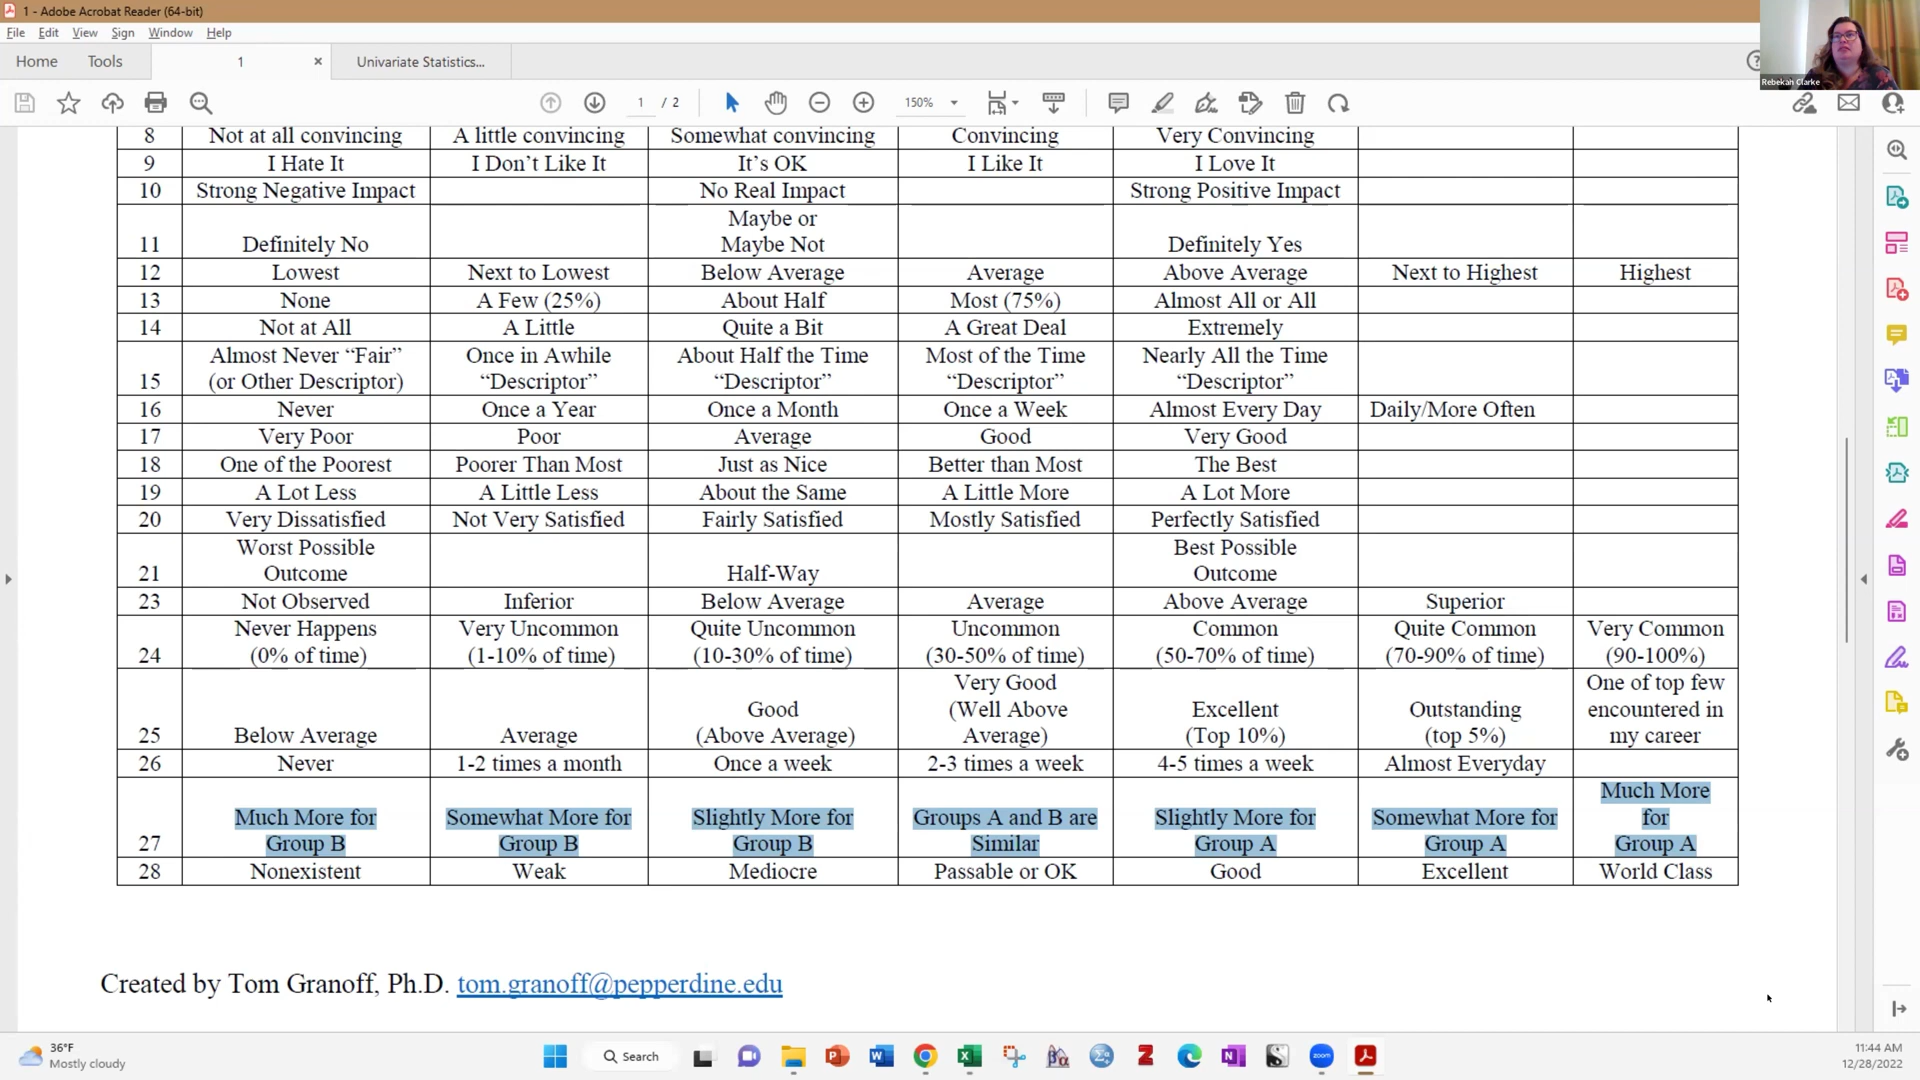 1 - Adobe Acrobat Reader (64-bit)
File Edit View Sign Window Help
Home Tools 1 × Univariate Statistics...
1 / 2 150%
Rebekah Clarke
8 Not at all convincing A little convincing Somewhat convincing Convincing Very Convincing
9 I Hate It I Don’t Like It It’s OK I Like It I Love It
10 Strong Negative Impact No Real Impact Strong Positive Impact
Maybe or
11 Definitely No Maybe Not Definitely Yes
12 Lowest Next to Lowest Below Average Average Above Average Next to Highest Highest
13 None A Few (25%) About Half Most (75%) Almost All or All
14 Not at All A Little Quite a Bit A Great Deal Extremely
Almost Never “Fair” Once in Awhile About Half the Time Most of the Time Nearly All the Time
15 (or Other Descriptor) “Descriptor” “Descriptor” “Descriptor” “Descriptor”
16 Never Once a Year Once a Month Once a Week Almost Every Day Daily/More Often
17 Very Poor Poor Average Good Very Good
18 One of the Poorest Poorer Than Most Just as Nice Better than Most The Best
19 A Lot Less A Little Less About the Same A Little More A Lot More
20 Very Dissatisfied Not Very Satisfied Fairly Satisfied Mostly Satisfied Perfectly Satisfied
Worst Possible Best Possible
21 Outcome Half-Way Outcome
23 Not Observed Inferior Below Average Average Above Average Superior
Never Happens Very Uncommon Quite Uncommon Uncommon Common Quite Common Very Common
24 (0% of time) (1-10% of time) (10-30% of time) (30-50% of time) (50-70% of time) (70-90% of time) (90-100%)
Very Good One of top few
Good (Well Above Excellent Outstanding encountered in
25 Below Average Average (Above Average) Average) (Top 10%) (top 5%) my career
26 Never 1-2 times a month Once a week 2-3 times a week 4-5 times a week Almost Everyday
Much More
Much More for Somewhat More for Slightly More for Groups A and B are Slightly More for Somewhat More for for
27 Group B Group B Group B Similar Group A Group A Group A
28 Nonexistent Weak Mediocre Passable or OK Good Excellent World Class
Created by Tom Granoff, Ph.D. tom.granoff@pepperdine.edu
36°F
Mostly cloudy
Search
zoom
11:44 AM
12/28/2022